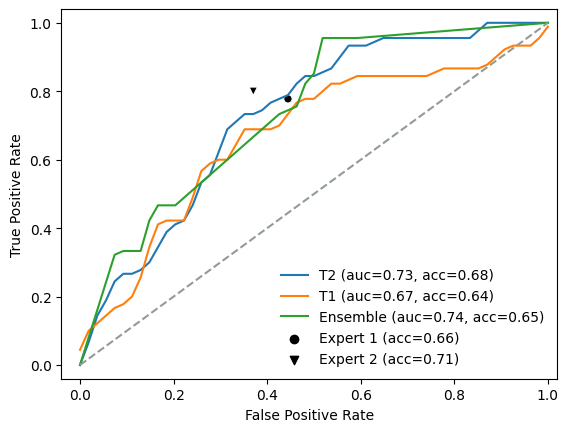 1.0
0.8
0.6
0.4
0.2
0.0
True Positive Rate
T2 (auc=0.73, acc=0.68)
T1 (auc=0.67, acc=0.64)
Ensemble (auc=0.74, acc=0.65)
Expert 1 (acc=0.66)
Expert 2 (acc=0.71)
0.0 0.2 0.4 0.6 0.8 1.0
False Positive Rate